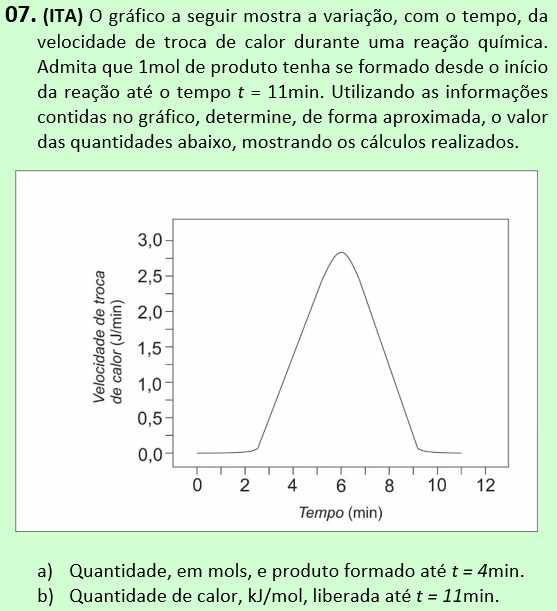 07. (ITA) O gráfico a seguir mostra a variação, com o tempo, da
velocidade de troca de calor durante uma reação química.
Admita que 1mol de produto tenha se formado desde o início
da reação até o tempo t = 11min. Utilizando as informações
contidas no gráfico, determine, de forma aproximada, o valor
das quantidades abaixo, mostrando os cálculos realizados.
Velocidade de troca
de calor (J/min)
3,0
2,5
2,0
1,5
1,0
0,5
0,0
0 2 4 6 8 10 12
Tempo (min)
a) Quantidade, em mols, e produto formado até t = 4min.
b) Quantidade de calor, kJ/mol, liberada até t = 11min.